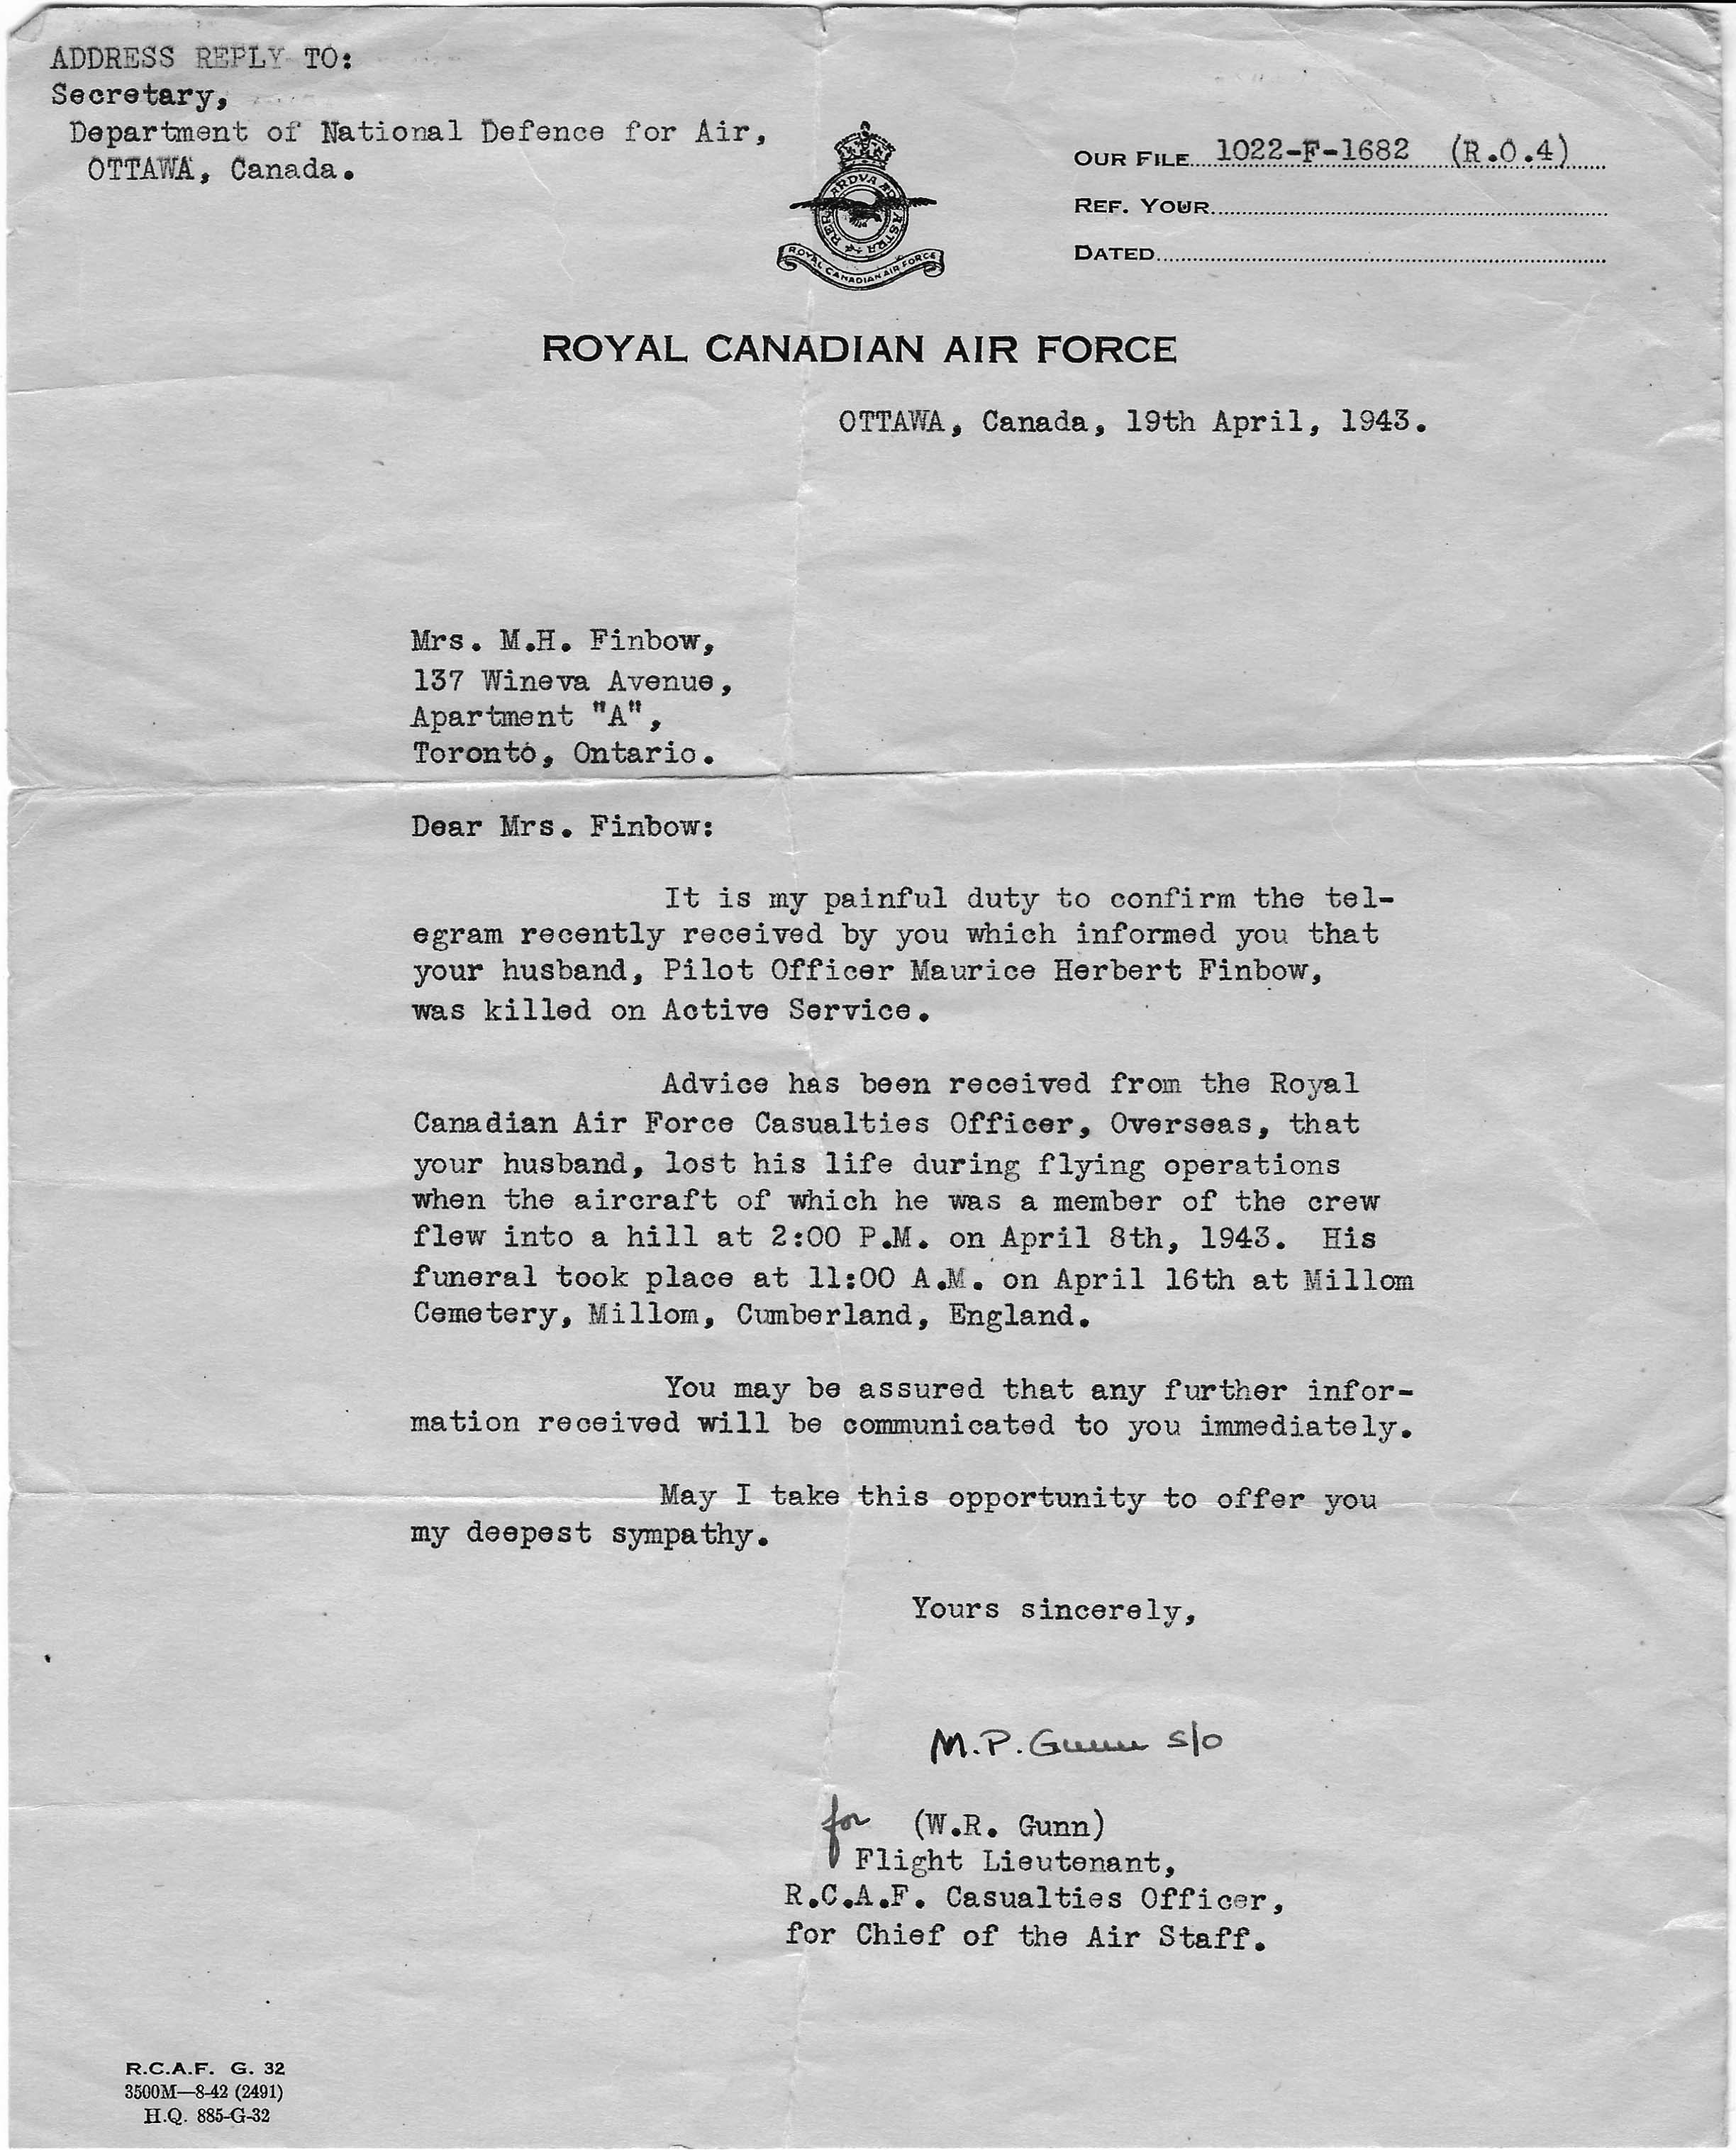 ADDRESS REPLY TO:
Secretary,
Department of National Defence for Air,
OTTAWA, Canada.
OUR FILE 1022-F-1682 (R.O.4)
REF. YOUR
DATED
PER ARDVA AD ASTRA
ROYAL CANADIAN AIR FORCE
ROYAL CANADIAN AIR FORCE
OTTAWA, Canada, 19th April, 1943.
Mrs. M.H. Finbow,
137 Wineva Avenue,
Apartment "A",
Toronto, Ontario.
Dear Mrs. Finbow:
It is my painful duty to confirm the tel-
egram recently received by you which informed you that
your husband, Pilot Officer Maurice Herbert Finbow,
was killed on Active Service.
Advice has been received from the Royal
Canadian Air Force Casualties Officer, Overseas, that
your husband, lost his life during flying operations
when the aircraft of which he was a member of the crew
flew into a hill at 2:00 P.M. on April 8th, 1943. His
funeral took place at 11:00 A.M. on April 16th at Millom
Cemetery, Millom, Cumberland, England.
You may be assured that any further infor-
mation received will be communicated to you immediately.
May I take this opportunity to offer you
my deepest sympathy.
Yours sincerely,
M.P. Gunn S/O
for (W.R. Gunn)
Flight Lieutenant,
R.C.A.F. Casualties Officer,
for Chief of the Air Staff.
R.C.A.F. G. 32
3500M—8-42 (2491)
H.Q. 885-G-32